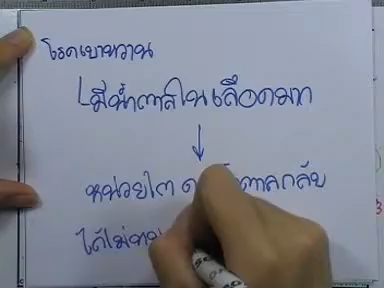 โรคเบาหวาน
มีน้ำตาลในเลือดมาก
↓
หน่วยไต ตาลกลับ
ได้ไม่